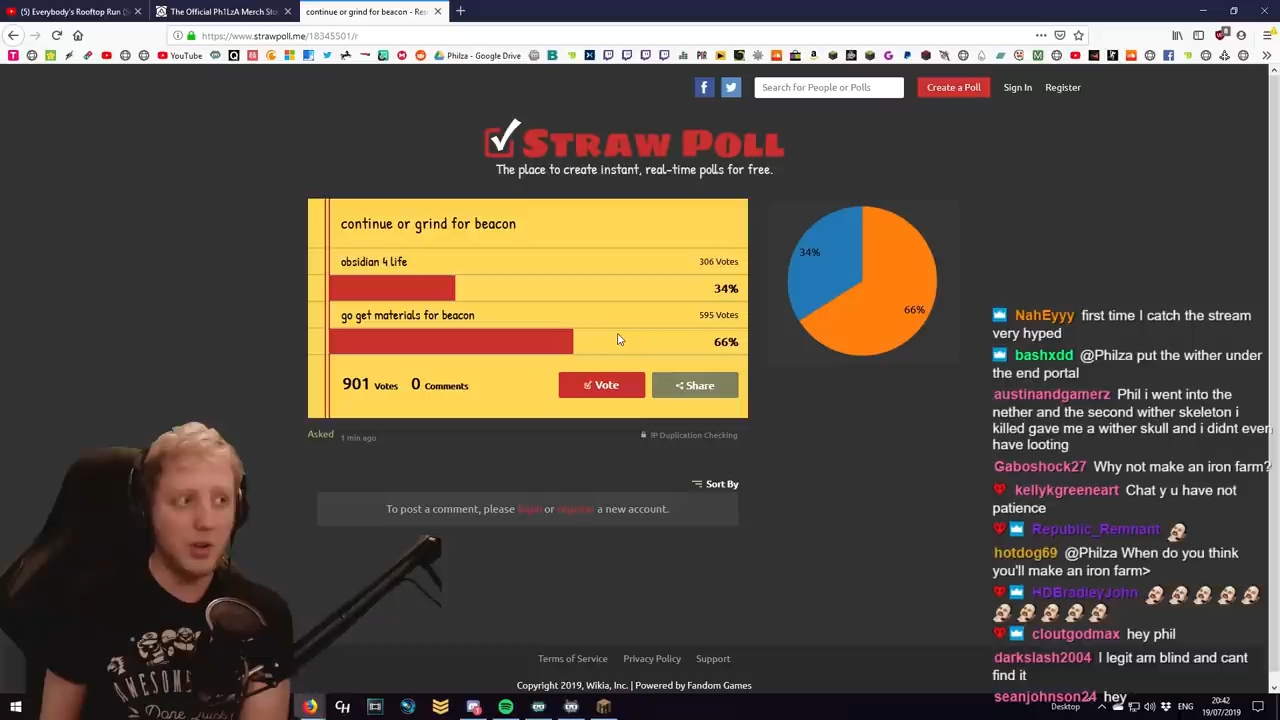 (5) Everybody's Rooftop Run (
The Official Ph1LzA Merch Sto
continue or grind for beacon - Res
https://www.strawpoll.me/18345501/r
YouTube
Philza - Google Drive
Search for People or Polls
Create a Poll
Sign In
Register
STRAW POLL
The place to create instant, real-time polls for free.
continue or grind for beacon
obsidian 4 life
306 Votes
34%
go get materials for beacon
595 Votes
66%
901 Votes 0 Comments
Vote
Share
Asked 1 min ago
IP Duplication Checking
34%
66%
Sort By
To post a comment, please login or register a new account.
NahEyyy first time I catch the stream
very hyped
bashxdd @Philza put the wither under
the end portal
austinandgamerz Phil i went into the
nether and the second wither skeleton i
killed gave me a wither skull and i didnt even
have looting
Gaboshock27 Why not make an iron farm?
kellykgreeneart Chat y u have not
patience
Republic_Remnant
hotdog69 @Philza When do you think
you'll make an iron farm>
HDBradleyJohn
cloutgodmax hey phil
darkslash2004 I legit am blind and cant
find it
seanjohnson24 hey
AWESOME
Done
Terms of Service
Privacy Policy
Support
Copyright 2019, Wikia, Inc. | Powered by Fandom Games
Desktop
ENG
20:42
19/07/2019